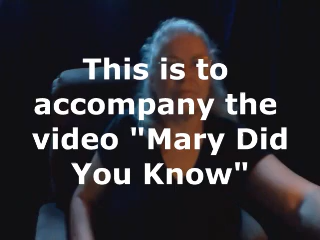 This is to
accompany the
video "Mary Did
You Know"